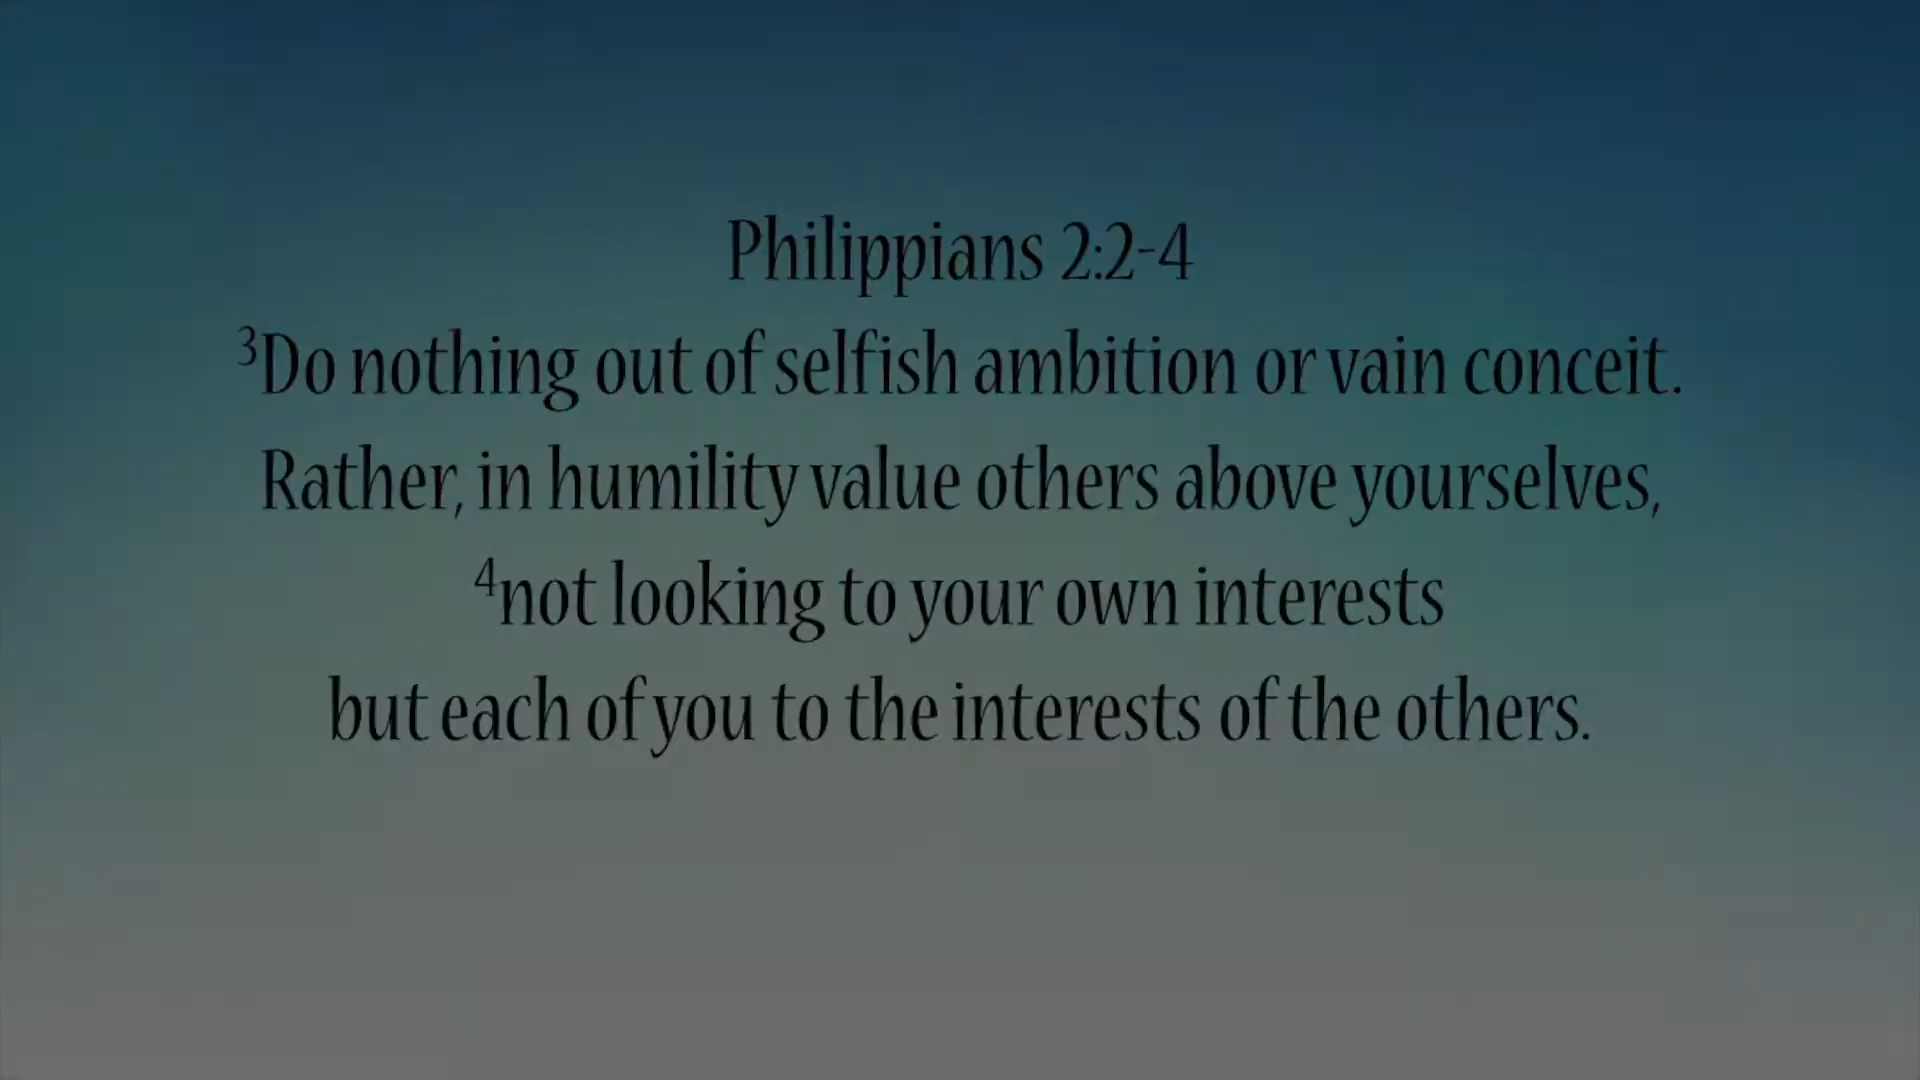 Philippians 2:2-4
³Do nothing out of selfish ambition or vain conceit.
Rather, in humility value others above yourselves,
⁴not looking to your own interests
but each of you to the interests of the others.